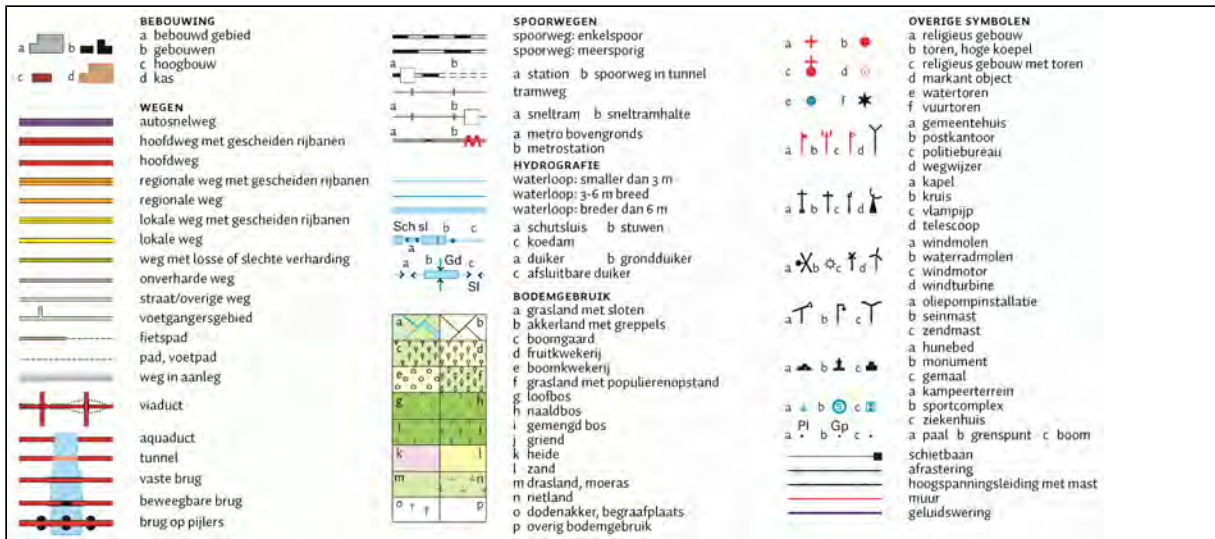 BEBOUWING
a bebouwd gebied
a b
b gebouwen
c hoogbouw
c d
d kas
WEGEN
autosnelweg
hoofdweg met gescheiden rijbanen
hoofdweg
regionale weg met gescheiden rijbanen
regionale weg
lokale weg met gescheiden rijbanen
lokale weg
weg met losse of slechte verharding
onverharde weg
straat/overige weg
voetgangersgebied
fietspad
pad, voetpad
weg in aanleg
viaduct
aquaduct
tunnel
vaste brug
beweegbare brug
brug op pijlers
SPOORWEGEN
spoorweg: enkelspoor
spoorweg: meersporig
a b
a station b spoorweg in tunnel
tramweg
a b
a sneltram b sneltramhalte
a b
a metro bovengronds
b metrostation
HYDROGRAFIE
waterloop: smaller dan 3 m
waterloop: 3-6 m breed
waterloop: breder dan 6 m
Sch sl b c
a
a schutsluis b stuwen
c koedam
a b Gd c
Sl
a duiker b grondduiker
c afsluitbare duiker
BODEMGEBRUIK
a b
c d
e f
g h
i j
k l
m n
o p
a grasland met sloten
b akkerland met greppels
c boomgaard
d fruitkwekerij
e boomkwekerij
f grasland met populierenopstand
g loofbos
h naaldbos
i gemengd bos
j griend
k heide
l zand
m drasland, moeras
n rietland
o dodenakker, begraafplaats
p overig bodemgebruik
OVERIGE SYMBOLEN
a b
a religieus gebouw
b toren, hoge koepel
c d
c religieus gebouw met toren
d markant object
e f
e watertoren
f vuurtoren
a b c d
a gemeentehuis
b postkantoor
c politiebureau
d wegwijzer
a b c d
a kapel
b kruis
c vlampijp
d telescoop
a b c d
a windmolen
b waterradmolen
c windmotor
d windturbine
a b c
a oliepompinstallatie
b seinmast
c zendmast
a b c
a hunebed
b monument
c gemaal
a b S c
a kampeerterrein
b sportcomplex
c ziekenhuis
Pl Gp
a b c
a paal b grenspunt c boom
schietbaan
afrastering
hoogspanningsleiding met mast
muur
geluidswering